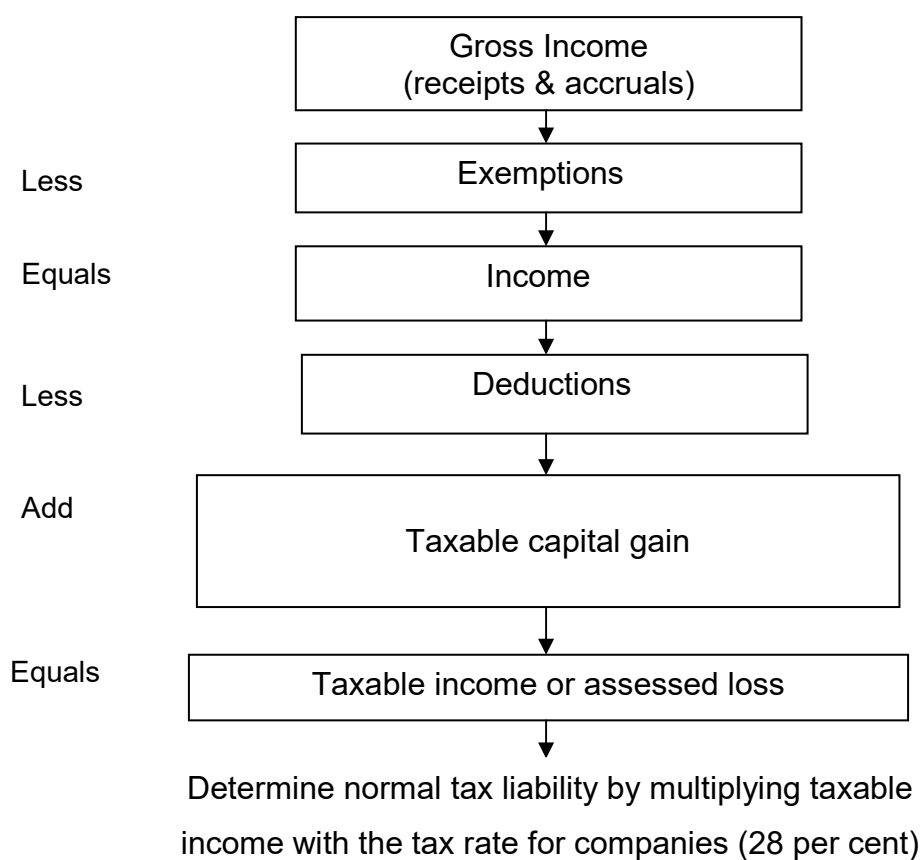 Gross Income
(receipts & accruals)
Less
Exemptions
Equals
Income
Less
Deductions
Add
Taxable capital gain
Equals
Taxable income or assessed loss
Determine normal tax liability by multiplying taxable
income with the tax rate for companies (28 per cent)